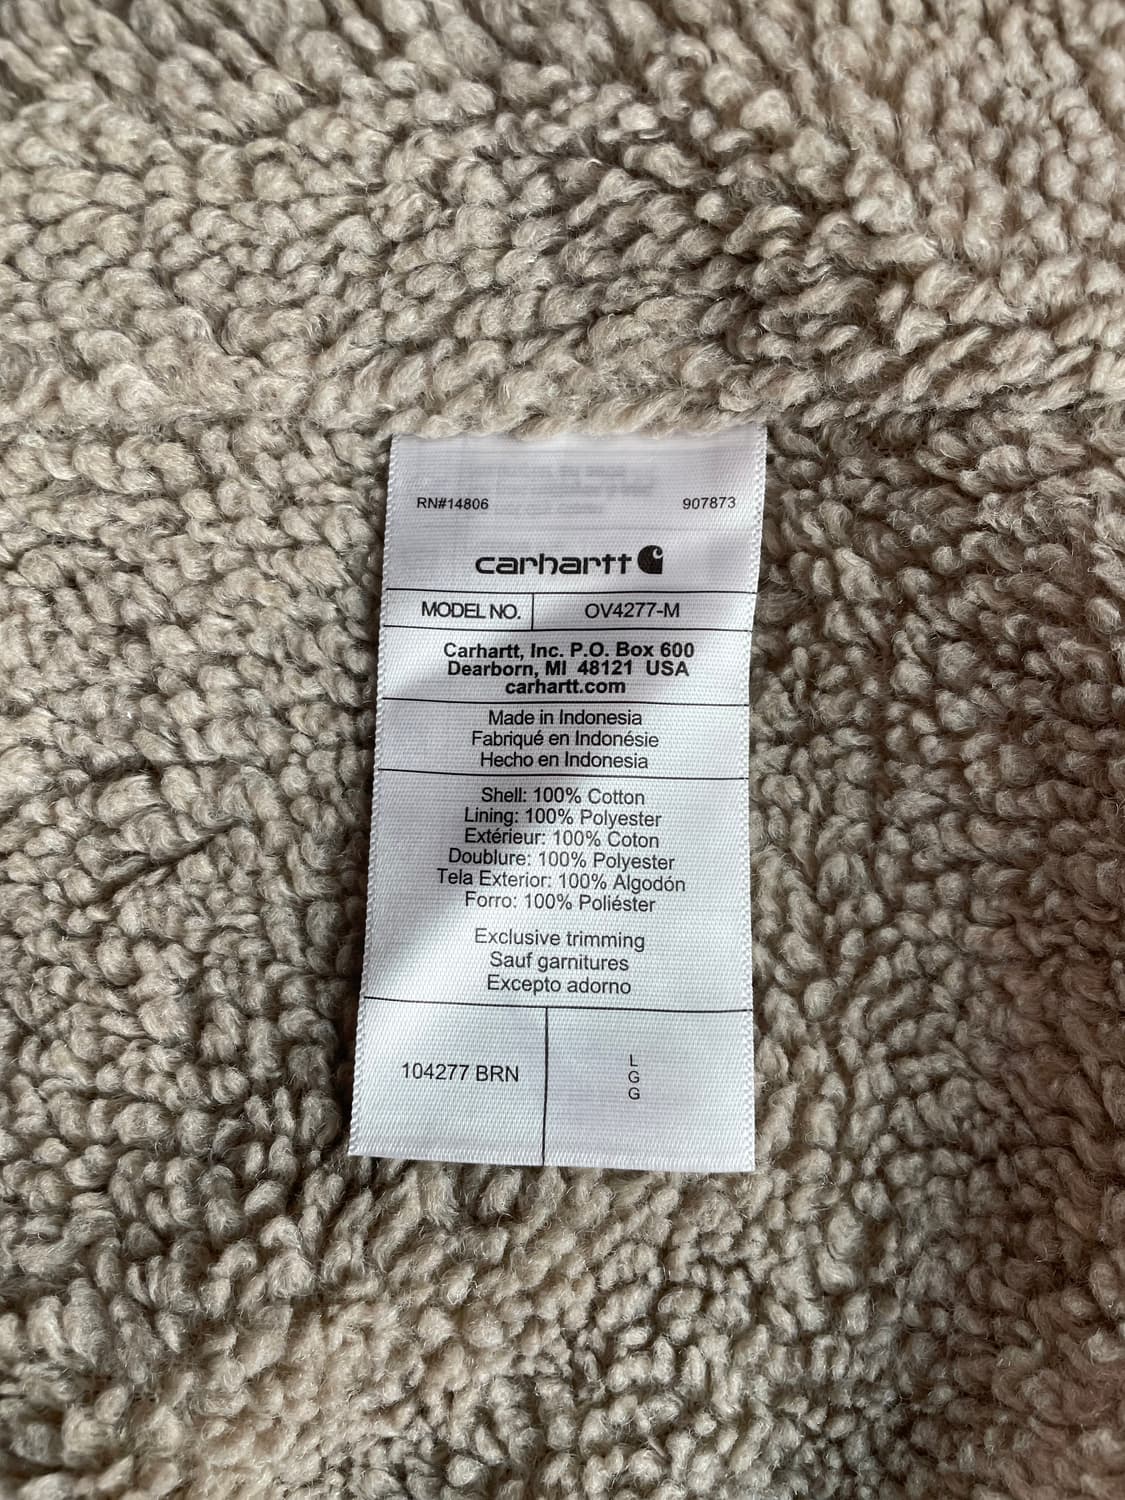 RN#14806 907873
carhartt
MODEL NO. OV4277-M
Carhartt, Inc. P.O. Box 600
Dearborn, MI 48121 USA
carhartt.com
Made in Indonesia
Fabriqué en Indonésie
Hecho en Indonesia
Shell: 100% Cotton
Lining: 100% Polyester
Extérieur: 100% Coton
Doublure: 100% Polyester
Tela Exterior: 100% Algodón
Forro: 100% Poliéster
Exclusive trimming
Sauf garnitures
Excepto adorno
104277 BRN
L
G
G